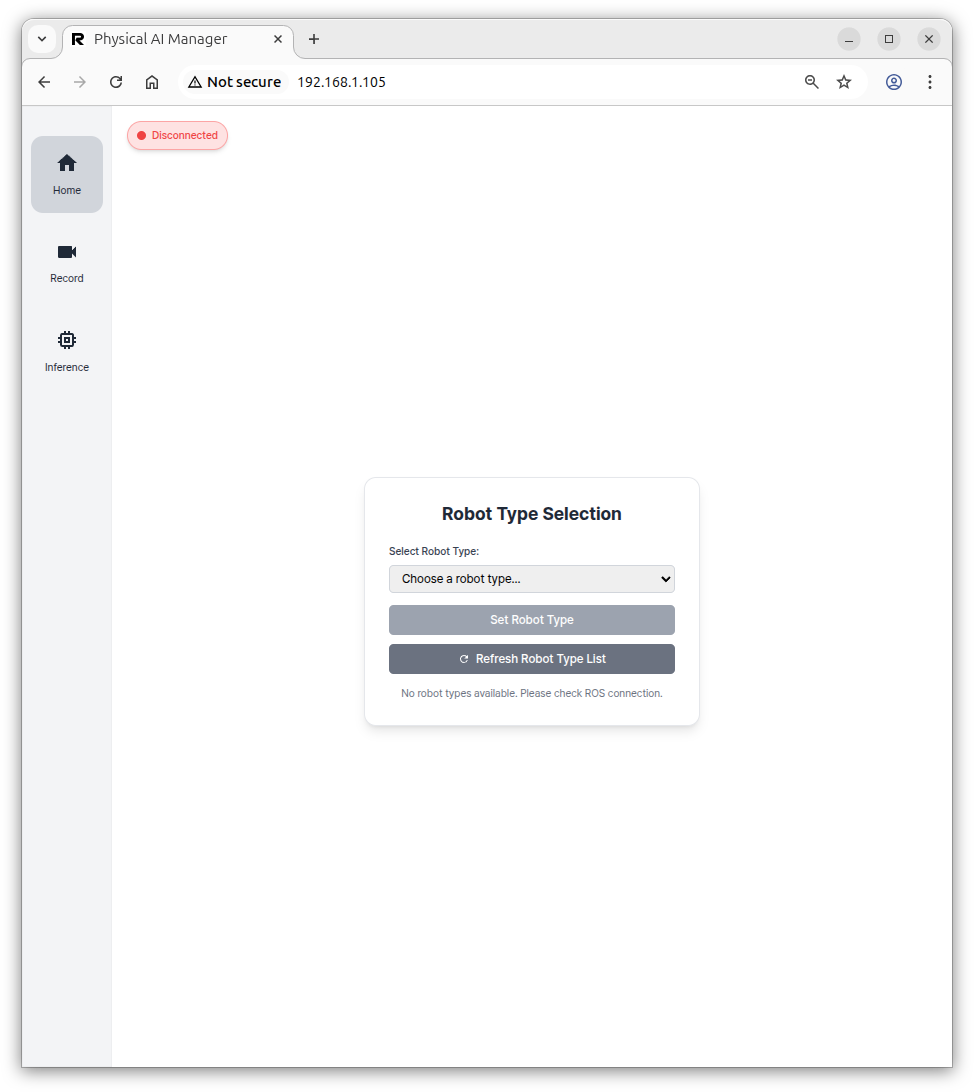 Physical AI Manager
Not secure 192.168.1.105
Disconnected
Home
Record
Inference
Robot Type Selection
Select Robot Type:
Choose a robot type...
Set Robot Type
Refresh Robot Type List
No robot types available. Please check ROS connection.